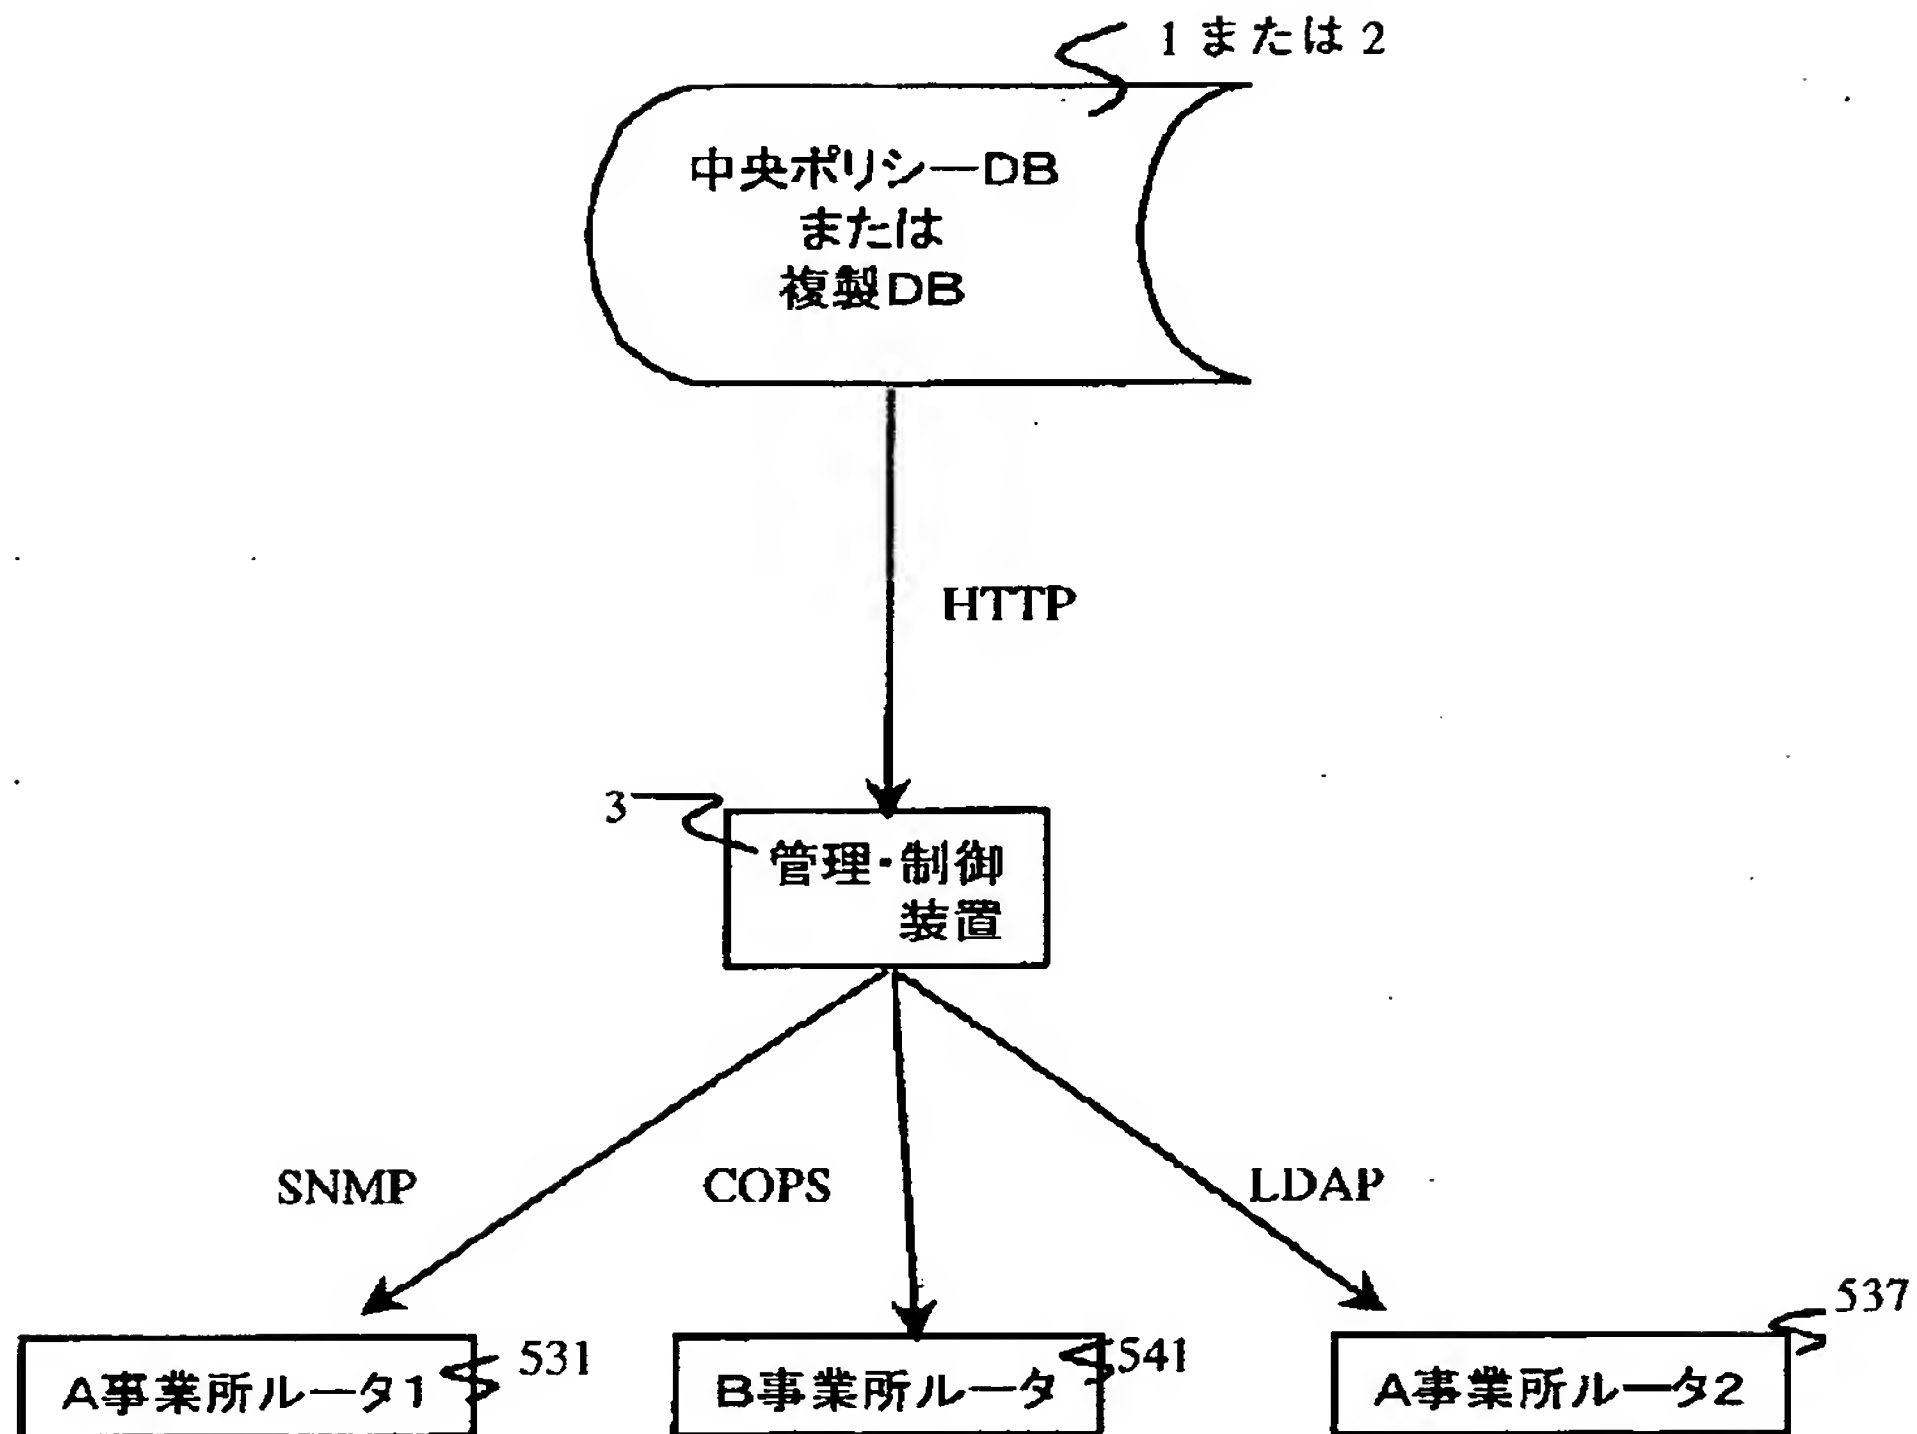 1 または 2
中央ポリシーDB
または
複製DB
HTTP
3
管理・制御
装置
SNMP
COPS
LDAP
537
531
541
A事業所ルータ1
B事業所ルータ
A事業所ルータ2